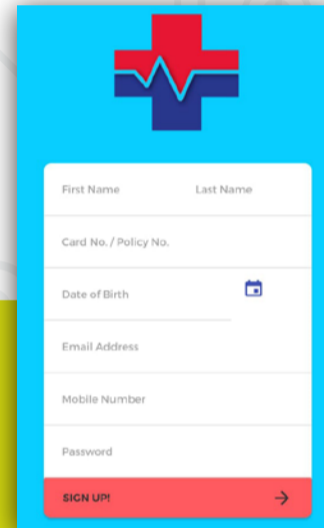 First Name Last Name
Card No. / Policy No.
Date of Birth
Email Address
Mobile Number
Password
SIGN UP!